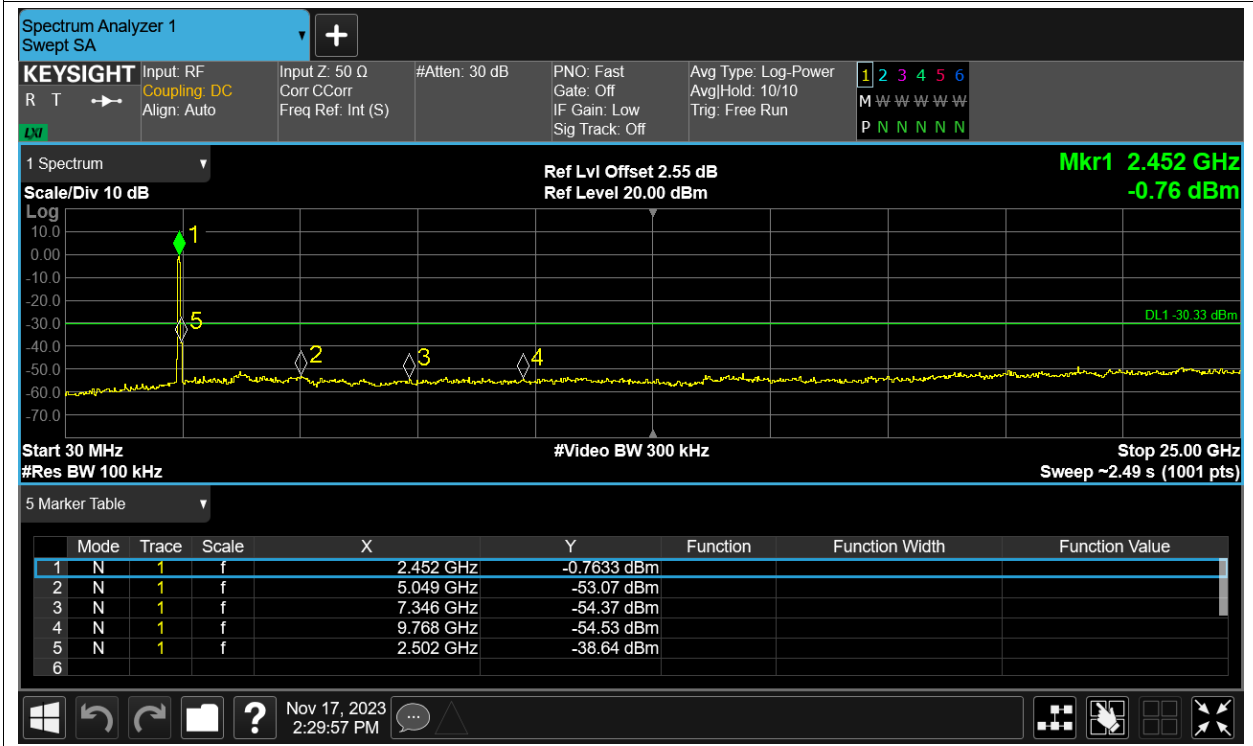 Spectrum Analyzer 1
Swept SA
+
KEYSIGHT Input: RF Input Z: 50 Ω #Atten: 30 dB PNO: Fast Avg Type: Log-Power 1 2 3 4 5 6
R T Coupling: DC Corr CCorr Gate: Off Avg|Hold: 10/10 M W W W W W
Align: Auto Freq Ref: Int (S) IF Gain: Low Trig: Free Run
LXI Sig Track: Off P N N N N N
1 Spectrum Ref Lvl Offset 2.55 dB Mkr1 2.452 GHz
Scale/Div 10 dB Ref Level 20.00 dBm -0.76 dBm
Log
10.0 1
0.00
-10.0
-20.0
-30.0 5 DL1 -30.33 dBm
-40.0 2 3 4
-50.0
-60.0
-70.0
Start 30 MHz #Video BW 300 kHz Stop 25.00 GHz
#Res BW 100 kHz Sweep ~2.49 s (1001 pts)
5 Marker Table
Mode Trace Scale X Y Function Function Width Function Value
1 N 1 f 2.452 GHz -0.7633 dBm
2 N 1 f 5.049 GHz -53.07 dBm
3 N 1 f 7.346 GHz -54.37 dBm
4 N 1 f 9.768 GHz -54.53 dBm
5 N 1 f 2.502 GHz -38.64 dBm
6
? Nov 17, 2023
2:29:57 PM